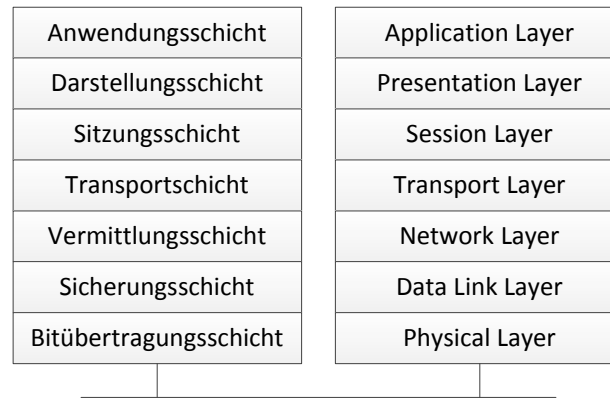 Anwendungsschicht
Darstellungsschicht
Sitzungsschicht
Transportschicht
Vermittlungsschicht
Sicherungsschicht
Bitübertragungsschicht
Application Layer
Presentation Layer
Session Layer
Transport Layer
Network Layer
Data Link Layer
Physical Layer